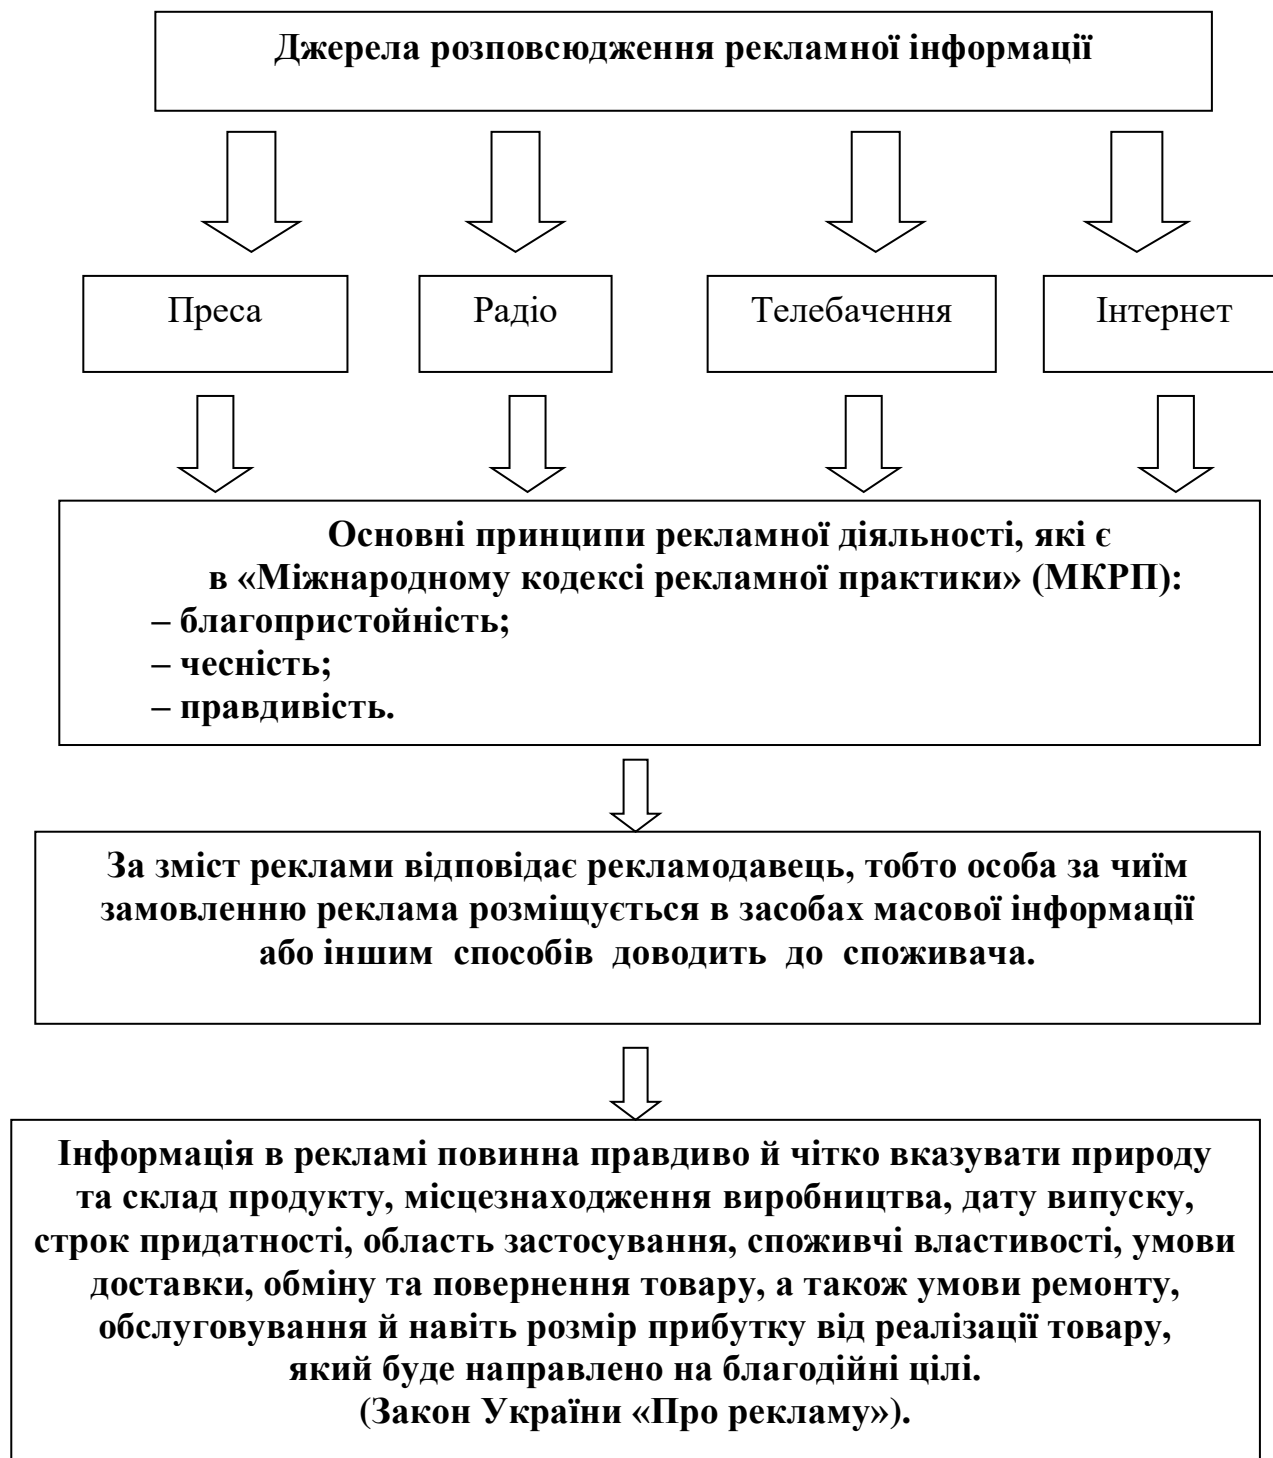 Джерела розповсюдження рекламної інформації
Преса
Радіо
Телебачення
Інтернет
Основні принципи рекламної діяльності, які є
в «Міжнародному кодексі рекламної практики» (МКРП):
– благопристойність;
– чесність;
– правдивість.
За зміст реклами відповідає рекламодавець, тобто особа за чиїм
замовленню реклама розміщується в засобах масової інформації
або іншим способів доводить до споживача.
Інформація в рекламі повинна правдиво й чітко вказувати природу
та склад продукту, місцезнаходження виробництва, дату випуску,
строк придатності, область застосування, споживчі властивості, умови
доставки, обміну та повернення товару, а також умови ремонту,
обслуговування й навіть розмір прибутку від реалізації товару,
який буде направлено на благодійні цілі.
(Закон України «Про рекламу»).